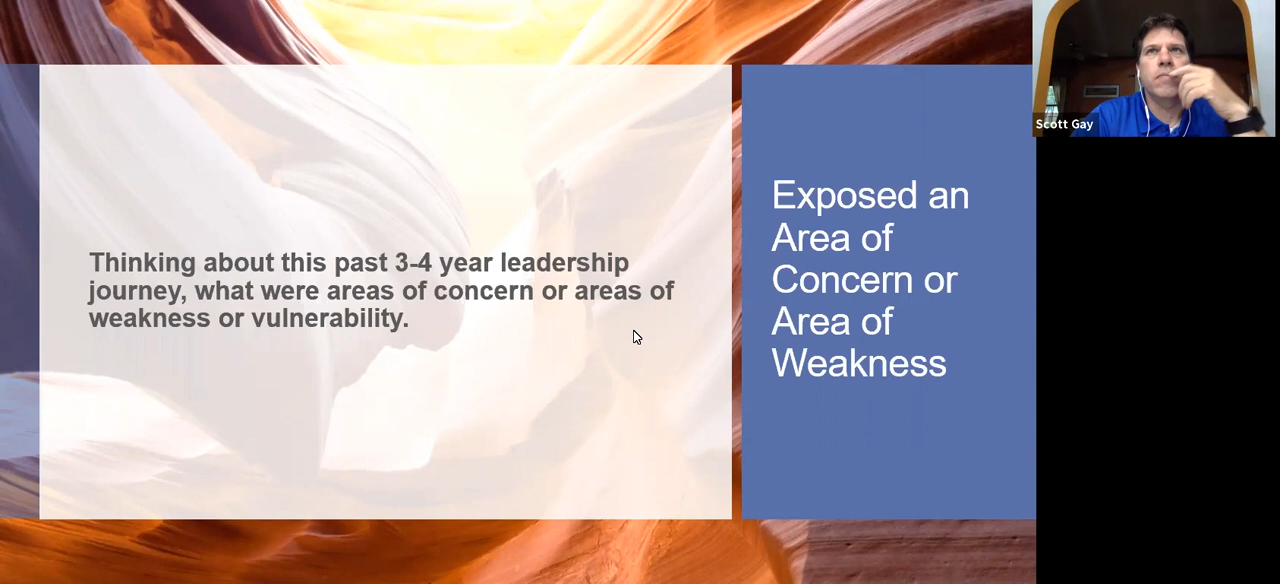 Thinking about this past 3-4 year leadership
journey, what were areas of concern or areas of
weakness or vulnerability.
Exposed an
Area of
Concern or
Area of
Weakness
Scott Gay